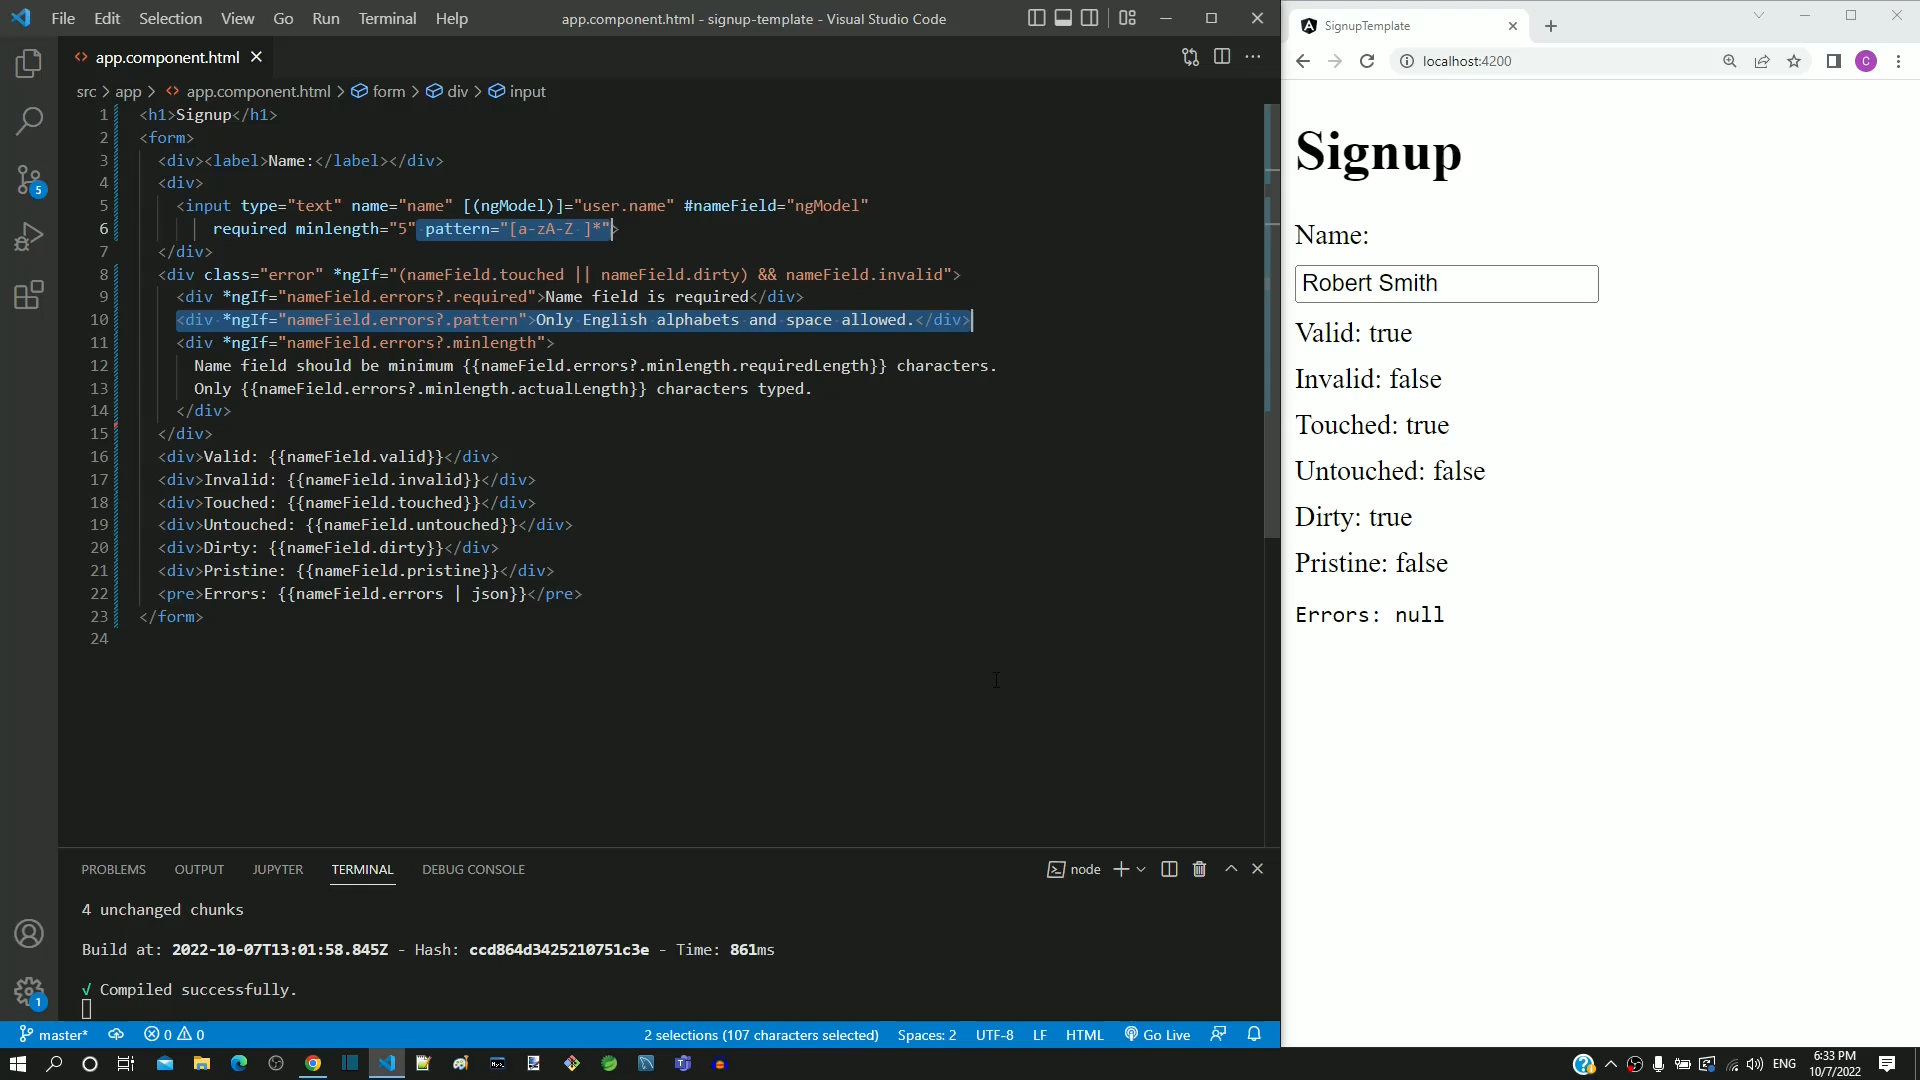 File Edit Selection View Go Run Terminal Help
app.component.html - signup-template - Visual Studio Code
app.component.html
src > app > app.component.html > form > div > input
1 <h1>Signup</h1>
2 <form>
3 <div><label>Name:</label></div>
4 <div>
5 <input type="text" name="name" [(ngModel)]="user.name" #nameField="ngModel"
6 required minlength="5" pattern="[a-zA-Z ]*">
7 </div>
8 <div class="error" *ngIf="(nameField.touched || nameField.dirty) && nameField.invalid">
9 <div *ngIf="nameField.errors?.required">Name field is required</div>
10 <div *ngIf="nameField.errors?.pattern">Only English alphabets and space allowed.</div>
11 <div *ngIf="nameField.errors?.minlength">
12 Name field should be minimum {{nameField.errors?.minlength.requiredLength}} characters.
13 Only {{nameField.errors?.minlength.actualLength}} characters typed.
14 </div>
15 </div>
16 <div>Valid: {{nameField.valid}}</div>
17 <div>Invalid: {{nameField.invalid}}</div>
18 <div>Touched: {{nameField.touched}}</div>
19 <div>Untouched: {{nameField.untouched}}</div>
20 <div>Dirty: {{nameField.dirty}}</div>
21 <div>Pristine: {{nameField.pristine}}</div>
22 <pre>Errors: {{nameField.errors | json}}</pre>
23 </form>
24
5
1
PROBLEMS OUTPUT JUPYTER TERMINAL DEBUG CONSOLE
node
4 unchanged chunks
Build at: 2022-10-07T13:01:58.845Z - Hash: ccd864d3425210751c3e - Time: 861ms
√ Compiled successfully.
master* 0 0 2 selections (107 characters selected) Spaces: 2 UTF-8 LF HTML Go Live
SignupTemplate
localhost:4200
C
Signup
Name:
Robert Smith
Valid: true
Invalid: false
Touched: true
Untouched: false
Dirty: true
Pristine: false
Errors: null
ENG
6:33 PM
10/7/2022